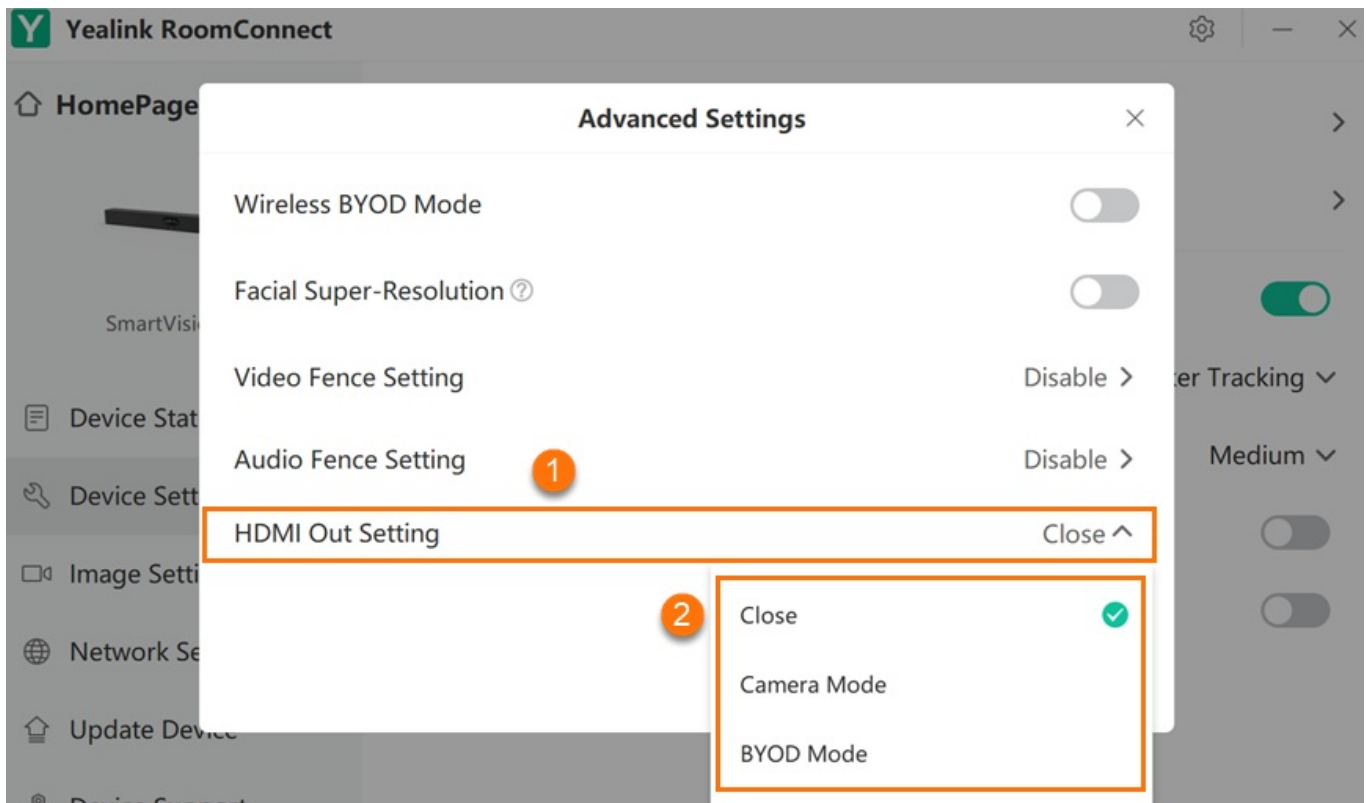 Y Yealink RoomConnect
HomePage
Advanced Settings
Wireless BYOD Mode
Facial Super-Resolution ?
SmartVisi
Video Fence Setting Disable
er Tracking
Device Stat
Audio Fence Setting 1 Disable
Medium
Device Sett
HDMI Out Setting Close
Image Setti
2 Close
Network Se
Camera Mode
Update Device
BYOD Mode
Device Support